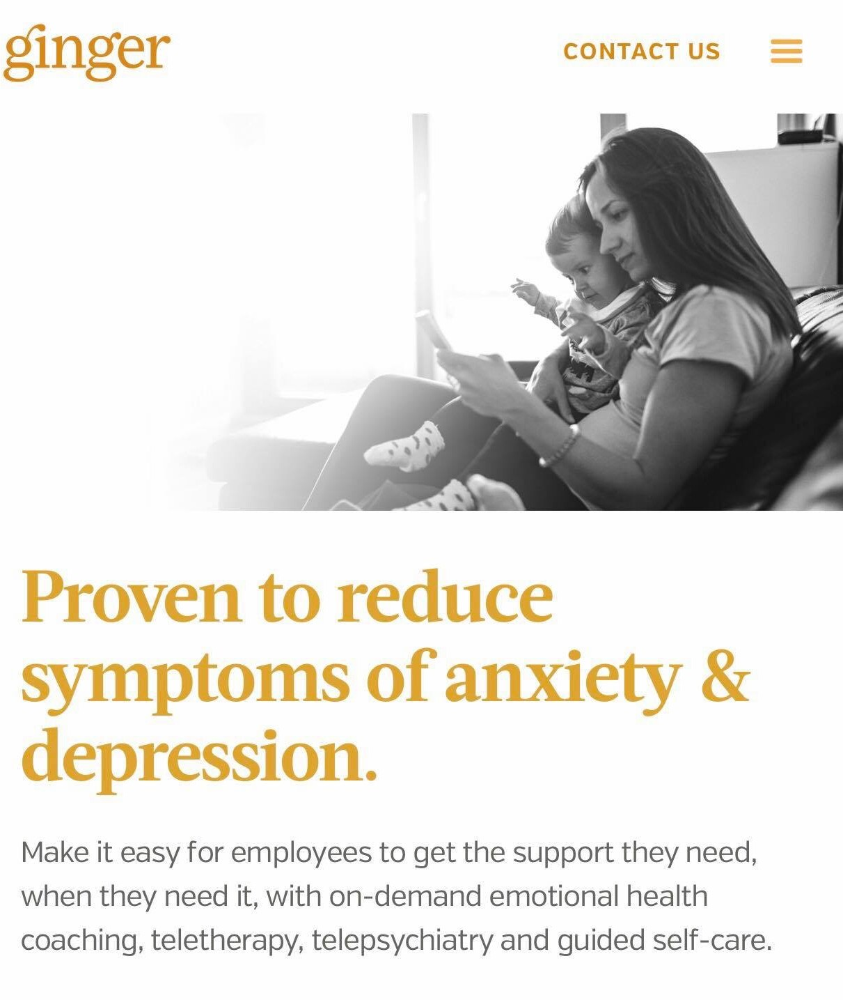 ginger
CONTACT US
Proven to reduce
symptoms of anxiety &
depression.
Make it easy for employees to get the support they need,
when they need it, with on-demand emotional health
coaching, teletherapy, telepsychiatry and guided self-care.